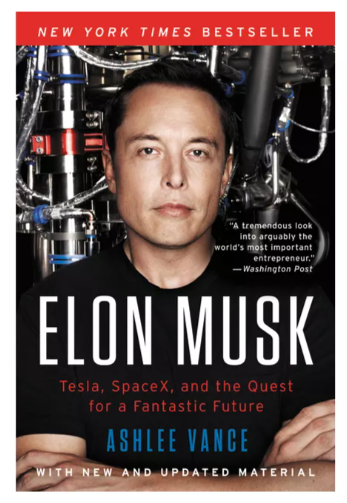 NEW YORK TIMES BESTSELLER
"A tremendous look
into arguably the
world's most important
entrepreneur."
—Washington Post
ELON MUSK
Tesla, SpaceX, and the Quest
for a Fantastic Future
ASHLEE VANCE
WITH NEW AND UPDATED MATERIAL